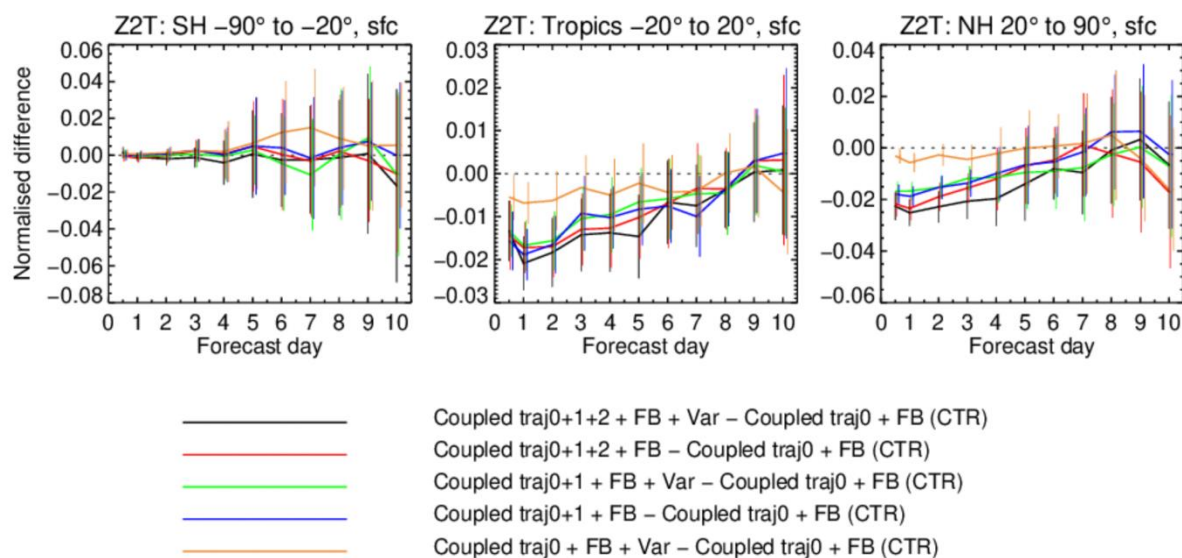 Z2T: SH −90° to −20°, sfc
Z2T: Tropics −20° to 20°, sfc
Z2T: NH 20° to 90°, sfc
Normalised difference
0.06
0.04
0.02
0.00
−0.02
−0.04
−0.06
−0.08
0 1 2 3 4 5 6 7 8 9 10
Forecast day
0.03
0.02
0.01
0.00
−0.01
−0.02
−0.03
0 1 2 3 4 5 6 7 8 9 10
Forecast day
0.04
0.02
0.00
−0.02
−0.04
−0.06
0 1 2 3 4 5 6 7 8 9 10
Forecast day
Coupled traj0+1+2 + FB + Var − Coupled traj0 + FB (CTR)
Coupled traj0+1+2 + FB − Coupled traj0 + FB (CTR)
Coupled traj0+1 + FB + Var − Coupled traj0 + FB (CTR)
Coupled traj0+1 + FB − Coupled traj0 + FB (CTR)
Coupled traj0 + FB + Var − Coupled traj0 + FB (CTR)